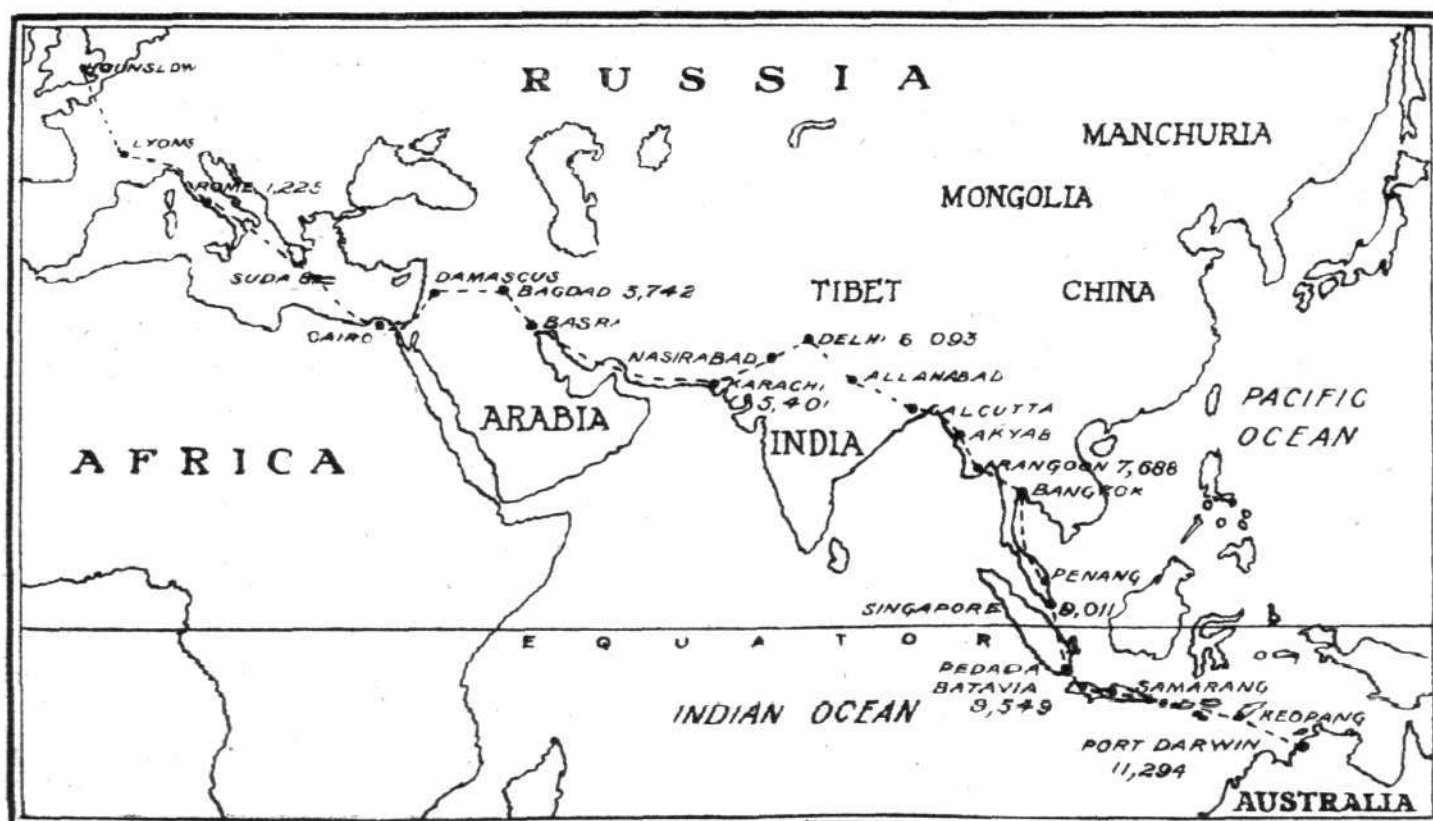 RUSSIA
HOUNSLOW
LYONS
MANCHURIA
ROME 1,225
MONGOLIA
SUDA
DAMASCUS
BAGDAD 3,742
TIBET
CHINA
CAIRO
BASRA
DELHI 6 093
NASIRABAD
KARACHI
5,401
ALLAHABAD
CALCUTTA
PACIFIC
OCEAN
ARABIA
INDIA
AKYAB
AFRICA
RANGOON 7,688
BANGKOK
PENANG
SINGAPORE
9,011
EQUATOR
PEDADA
BATAVIA
9,549
SAMARANG
INDIAN OCEAN
KEOPANG
PORT DARWIN
11,294
AUSTRALIA